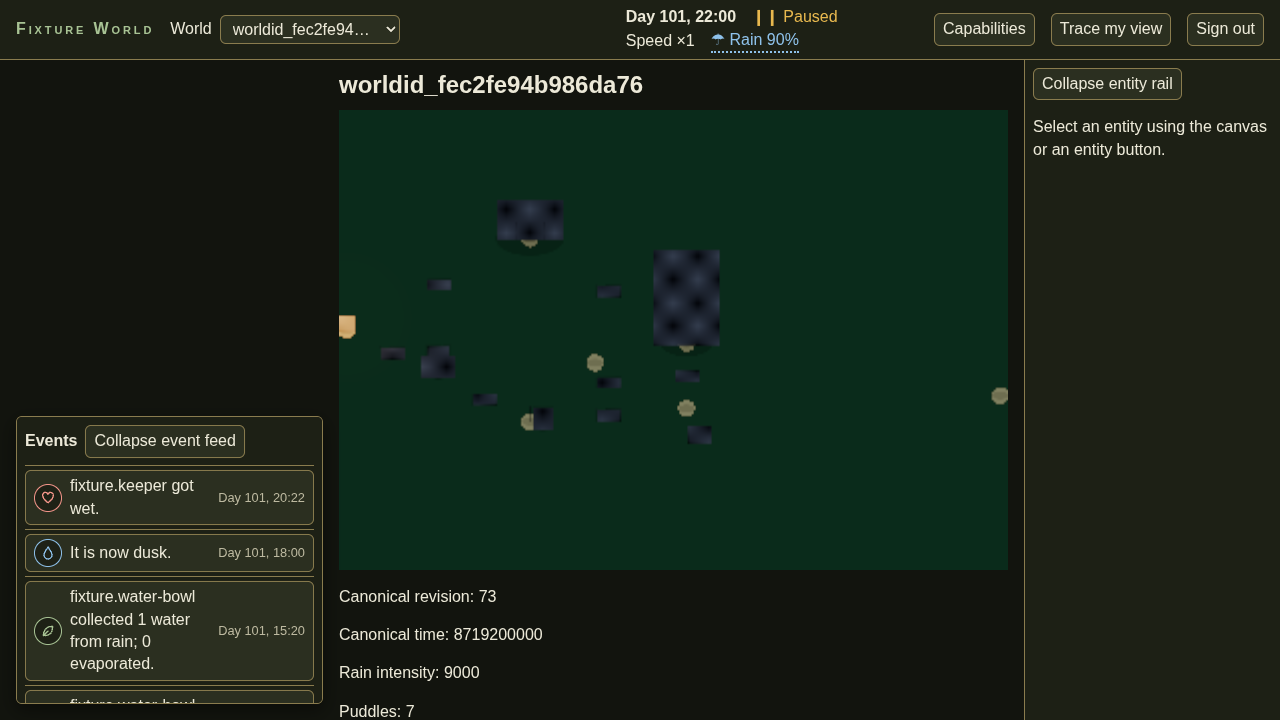 Fixture World
World
worldid_fec2fe94…
Day 101, 22:00
❙❙ Paused
Speed ×1
☂ Rain 90%
Capabilities
Trace my view
Sign out
worldid_fec2fe94b986da76
Collapse entity rail
Select an entity using the canvas
or an entity button.
Events
Collapse event feed
fixture.keeper got
wet.
Day 101, 20:22
It is now dusk.
Day 101, 18:00
fixture.water-bowl
collected 1 water
from rain; 0
evaporated.
Day 101, 15:20
Canonical revision: 73
Canonical time: 8719200000
Rain intensity: 9000
Puddles: 7